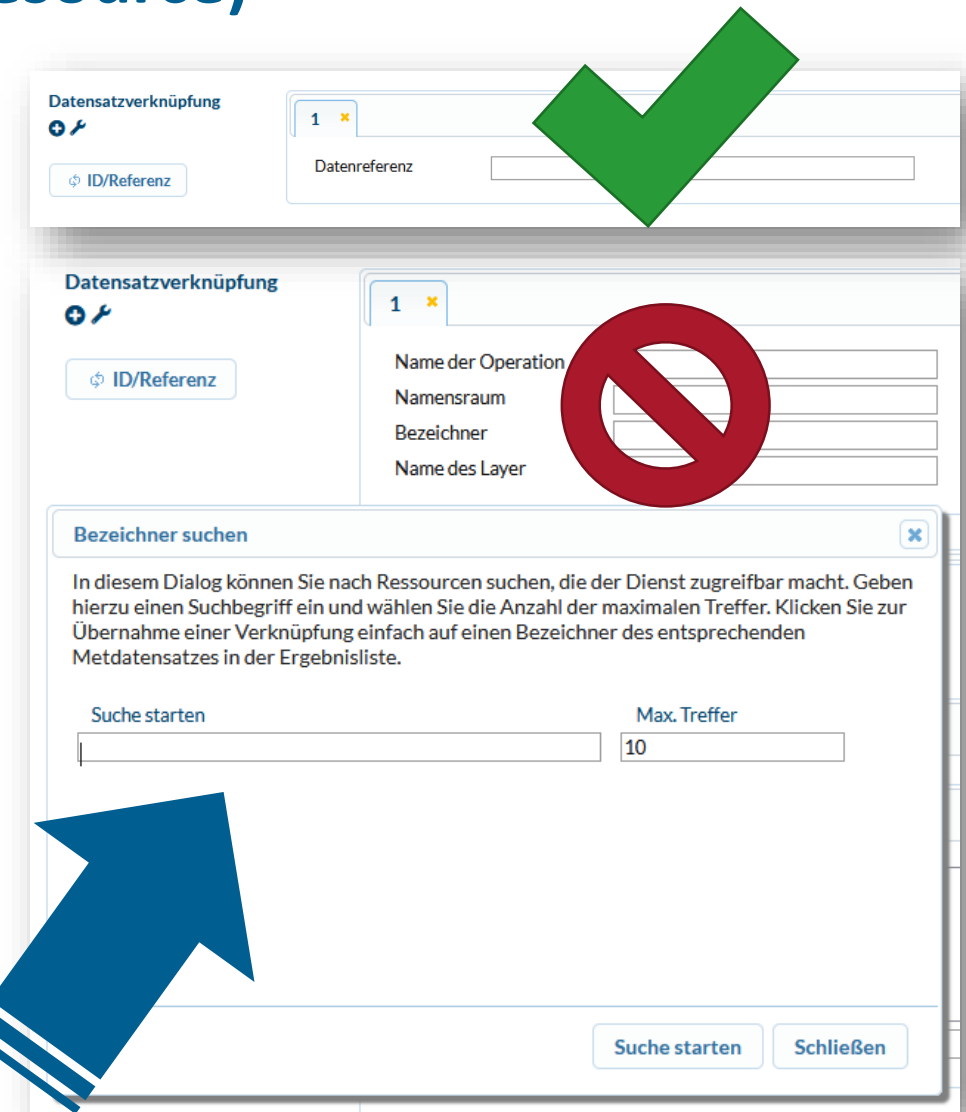 Datensatzverknüpfung
1
ID/Referenz
Datenreferenz
Datensatzverknüpfung
1
ID/Referenz
Name der Operation
Namensraum
Bezeichner
Name des Layer
Bezeichner suchen
In diesem Dialog können Sie nach Ressourcen suchen, die der Dienst zugreifbar macht. Geben
hierzu einen Suchbegriff ein und wählen Sie die Anzahl der maximalen Treffer. Klicken Sie zur
Übernahme einer Verknüpfung einfach auf einen Bezeichner des entsprechenden
Metdatensatzes in der Ergebnisliste.
Suche starten
Max. Treffer
10
Suche starten
Schließen